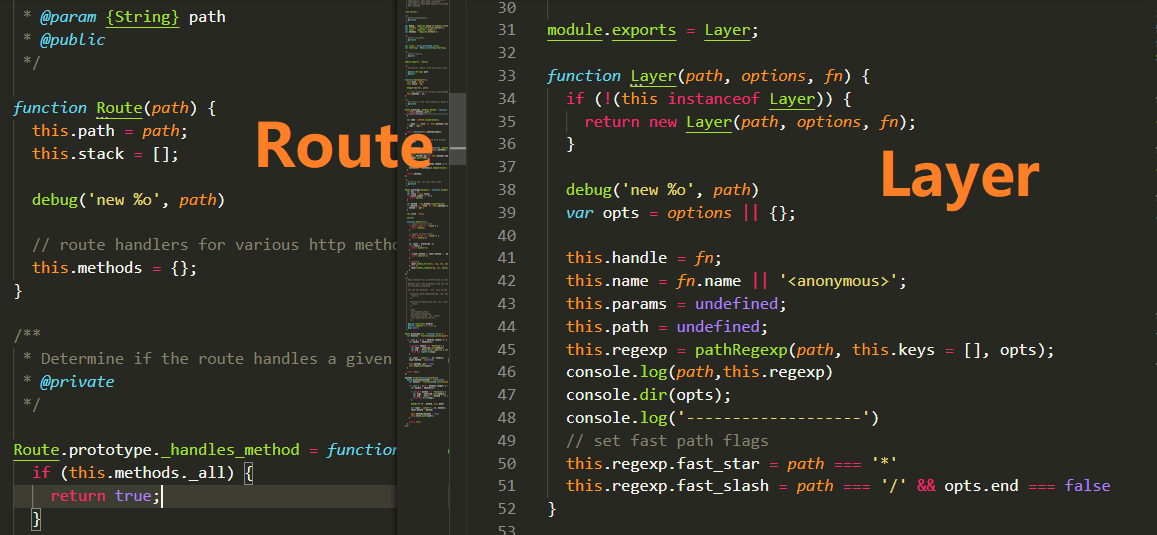 * @param {String} path
* @public
*/
function Route(path) {
this.path = path;
this.stack = [];
debug('new %o', path)
// route handlers for various http metho
this.methods = {};
}
/**
* Determine if the route handles a given
* @private
*/
Route.prototype._handles_method = function
if (this.methods._all) {
return true;
}
Route
30
31 module.exports = Layer;
32
33 function Layer(path, options, fn) {
34 if (!(this instanceof Layer)) {
35 return new Layer(path, options, fn);
36 }
37
38 debug('new %o', path)
39 var opts = options || {};
40
41 this.handle = fn;
42 this.name = fn.name || '<anonymous>';
43 this.params = undefined;
44 this.path = undefined;
45 this.regexp = pathRegexp(path, this.keys = [], opts);
46 console.log(path,this.regexp)
47 console.dir(opts);
48 console.log('-------------------')
49 // set fast path flags
50 this.regexp.fast_star = path === '*'
51 this.regexp.fast_slash = path === '/' && opts.end === false
52 }
53
Layer